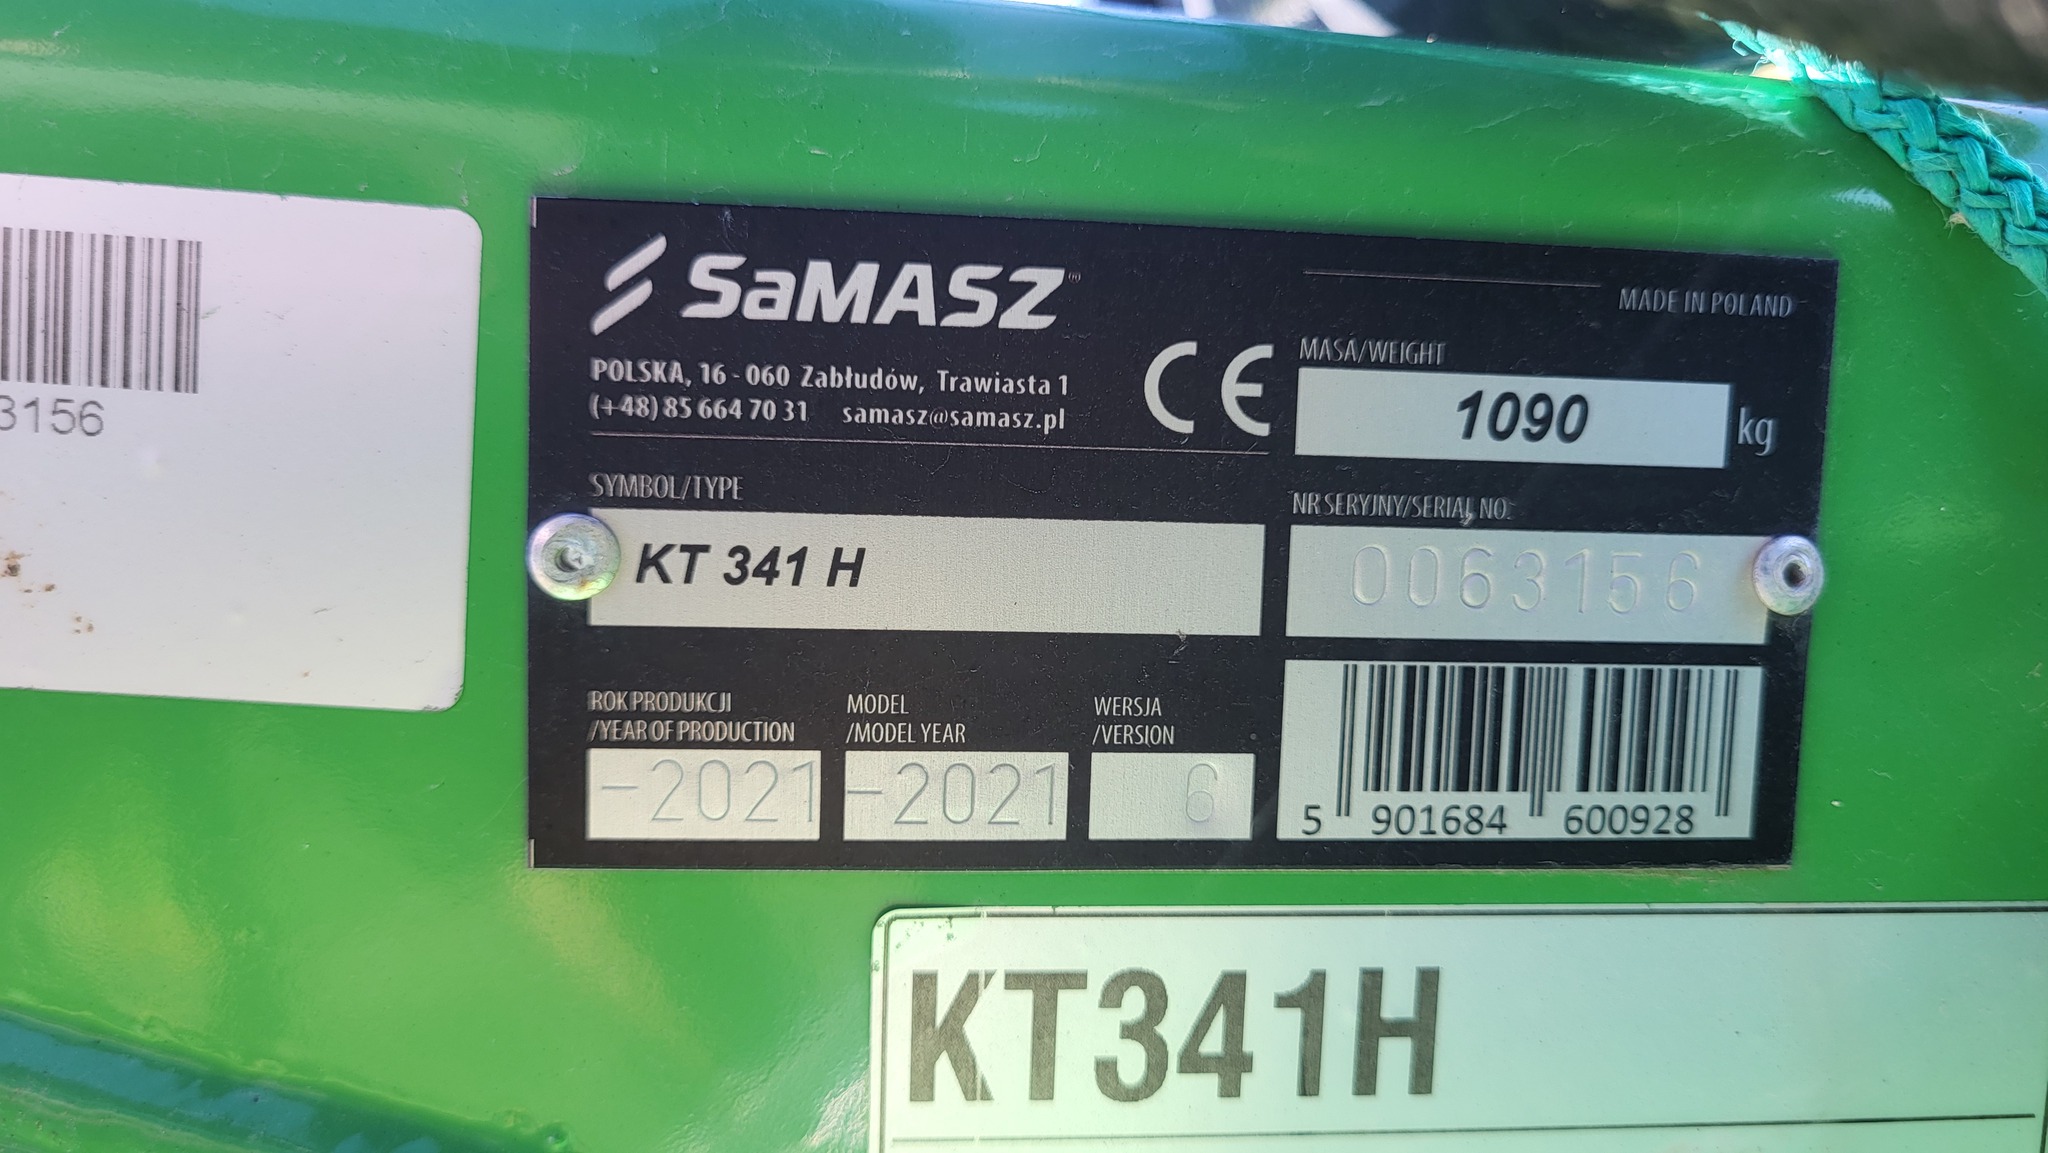 3156
SaMASZ®
MADE IN POLAND
POLSKA, 16 - 060 Zabłudów, Trawiasta 1
(+48) 85 664 70 31 samasz@samasz.pl
CE
MASA/WEIGHT
1090 kg
SYMBOL/TYPE
KT 341 H
NR SERYJNY/SERIAL NO:
0063156
ROK PRODUKCJI
/YEAR OF PRODUCTION
-2021
MODEL
/MODEL YEAR
-2021
WERSJA
/VERSION
6
5 901684 600928
KT341H